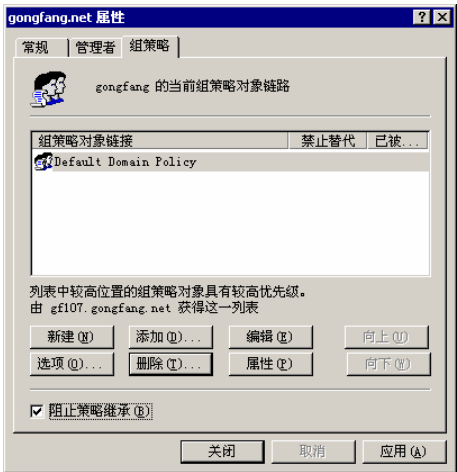 gongfang.net 属性
常规 管理者 组策略
gongfang 的当前组策略对象链路
组策略对象链接 禁止替代 已被...
Default Domain Policy
列表中较高位置的组策略对象具有较高优先级。
由 gf107.gongfang.net 获得这一列表
新建(N) 添加(D)... 编辑(E) 向上(U)
选项(O)... 删除(T)... 属性(P) 向下(W)
阻止策略继承(B)
关闭 取消 应用(A)